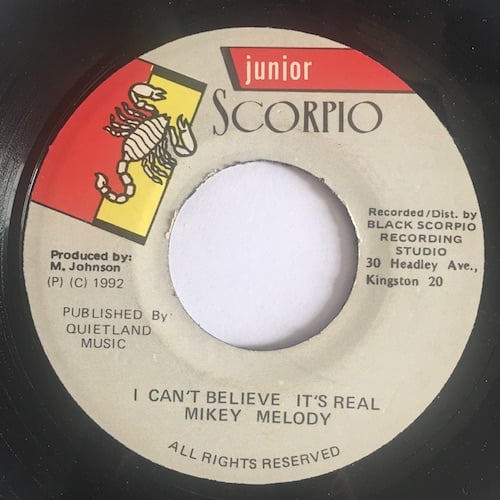 junior
SCORPIO
Recorded/Dist. by
BLACK SCORPIO
RECORDING
STUDIO
30 Headley Ave.,
Kingston 20
Produced by:
M. Johnson
(P) (C) 1992
PUBLISHED By
QUIETLAND
MUSIC
I CAN'T BELIEVE IT'S REAL
MIKEY MELODY
ALL RIGHTS RESERVED